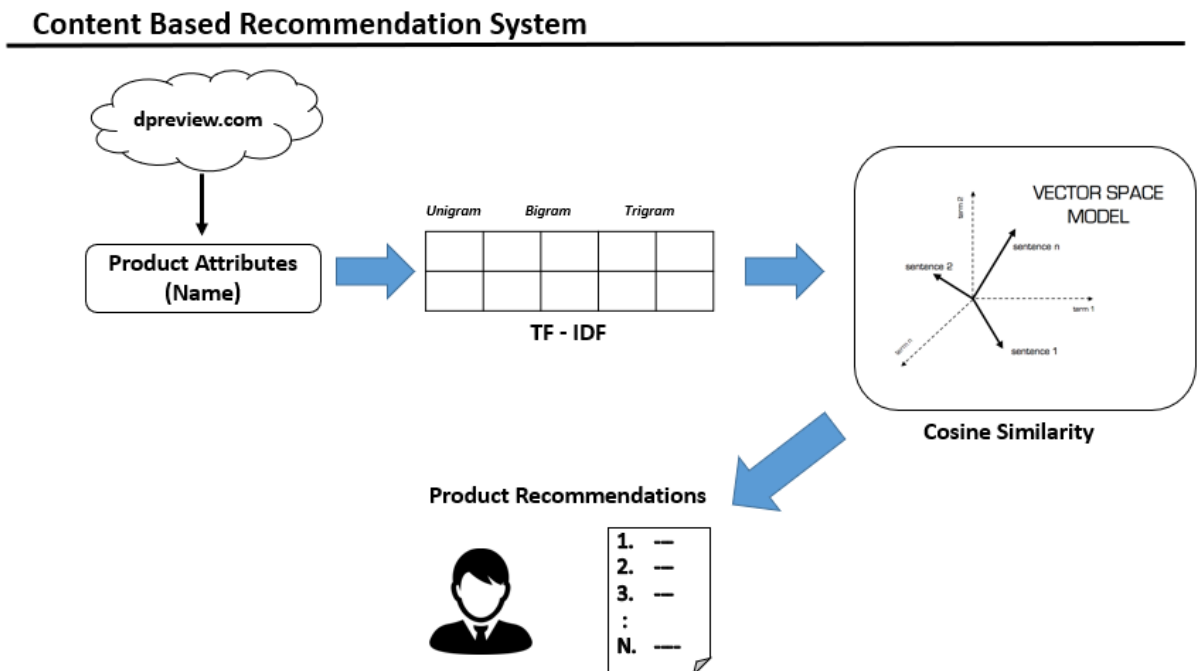 Content Based Recommendation System
dpreview.com
Product Attributes
(Name)
Unigram Bigram Trigram
TF - IDF
VECTOR SPACE
MODEL
term 2
sentence n
sentence 2
term 1
term n
sentence 1
Cosine Similarity
Product Recommendations
1. ---
2. ---
3. ---
:
N. ----